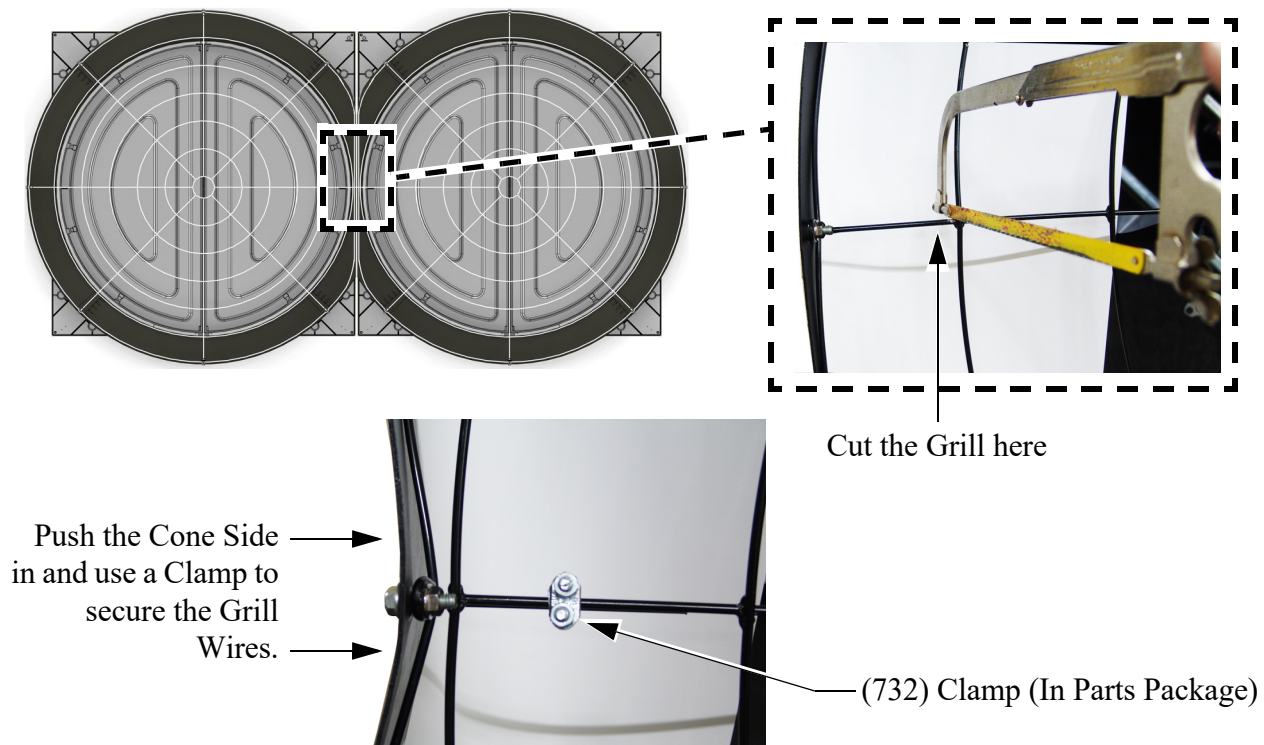 Cut the Grill here
Push the Cone Side
in and use a Clamp to
secure the Grill
Wires.
(732) Clamp (In Parts Package)